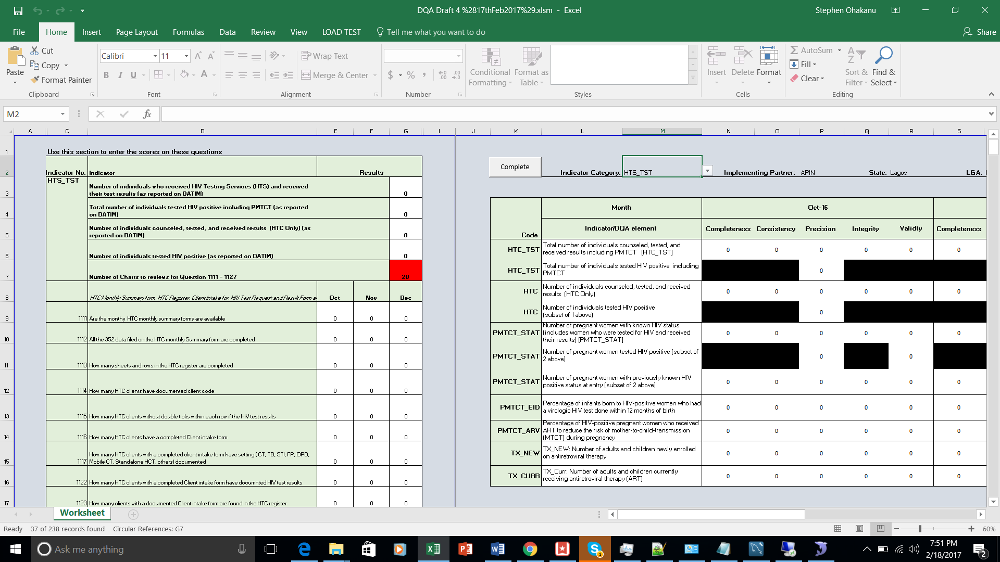 DQA Draft 4 %2817thFeb2017%29.xlsm - Excel
Stephen Ohakanu
File Home Insert Page Layout Formulas Data Review View LOAD TEST Tell me what you want to do Share
Paste
Cut
Copy
Format Painter
Clipboard
Calibri 11
B I U A
Font
Wrap Text
Merge & Center
Alignment
$ % ,
Number
Conditional Formatting
Format as Table
Styles
Insert Delete Format
Cells
AutoSum
Fill
Clear
Sort & Filter
Find & Select
Editing
M2 fx
A C D E F G I J K L M N O P Q R S
1 Use this section to enter the scores on these questions
2 Indicator No. Indicator Results
3 HTS_TST Number of individuals who received HIV Testing Services (HTS) and received
their test results (as reported on DATIM) 0
4 Total number of individuals tested HIV positive including PMTCT (as reported
on DATIM) 0
5 Number of individuals counseled, tested, and received results (HTC Only) (as
reported on DATIM) 0
6 Number of individuals tested HIV positive (as reported on DATIM) 0
7 Number of Charts to reviews for Question 1111 - 1127 20
8 HTC Monthly Summary form, HTC Register, Client Intake for, HIV Test Request and Result Form ar Oct Nov Dec
9 1111 Are the monthy HTC monthly summary forms are available 0 0 0
10 1112 All the 352 data filed on the HTC monthly Summary form are completed 0 0 0
11 1113 How many sheets and rows in the HTC register are completed 0 0 0
12 1114 How many HTC clients have documented client code 0 0 0
13 1115 How many HTC clients without double ticks within each row if the HIV test results 0 0 0
14 1116 How many HTC clients have a completed Client intake form 0 0 0
15 1117 How many HTC clients with a completed client intake form have setting ( CT, TB, STI, FP, OPD,
Mobile CT, Standalone HCT, others) documented 0 0 0
16 1122 How many HTC clients with a completed Client intake form have documnted HIV test results 0 0 0
17 1123 How many clients with a documented Client intake form are found in the HTC register 0 0 0
Complete
Indicator Category: HTS_TST Implementing Partner: APIN State: Lagos LGA:
Month Oct-16
Code Indicator/DQA element Completeness Consistency Precision Integrity Validty Completeness
HTC_TST Total number of individuals counseled, tested, and
received results including PMTCT [HTC_TST] 0 0 0 0 0 0
HTC_TST Total number of individuals tested HIV positive including
PMTCT 0
HTC Number of individuals counseled, tested, and received
results (HTC Only) 0 0 0 0 0 0
HTC Number of individuals tested HIV positive
(subset of 1 above) 0
PMTCT_STAT Number of pregnant women with known HIV status
(includes women who were tested for HIV and received
their results) [PMTCT_STAT] 0 0 0 0 0 0
PMTCT_STAT Number of pregnant women tested HIV positive (subset of
2 above) 0 0
PMTCT_STAT Number of pregnant women with previously known HIV
positive status at entry (subset of 2 above) 0 0 0 0 0 0
PMTCT_EID Percentage of infants born to HIV-positive women who had
a virologic HIV test done within 12 months of birth 0 0 0 0 0 0
PMTCT_ARV Percentage of HIV-positive pregnant women who received
ART to reduce the risk of mother-to-child-transmission
(MTCT) during pregnancy 0 0 0 0 0 0
TX_NEW TX_NEW: Number of adults and children newly enrolled
on antiretroviral therapy 0 0 0 0 0 0
TX_CURR TX_Curr: Number of adults and children currently
receiving antiretroviral therapy (ART) 0 0 0 0 0 0
Worksheet
Ready 37 of 238 records found Circular References: G7 60%
Ask me anything
7:51 PM
2/18/2017
2